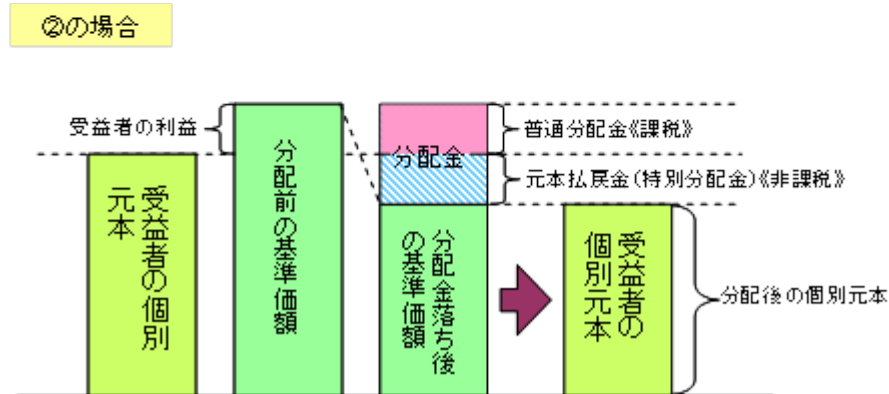 ②の場合
受益者の利益
普通分配金《課税》
分配金
元本払戻金(特別分配金)《非課税》
受益者の個別
元本
分配前の基準価額
分配金落ち後
の基準価額
受益者の
個別元本
分配後の個別元本